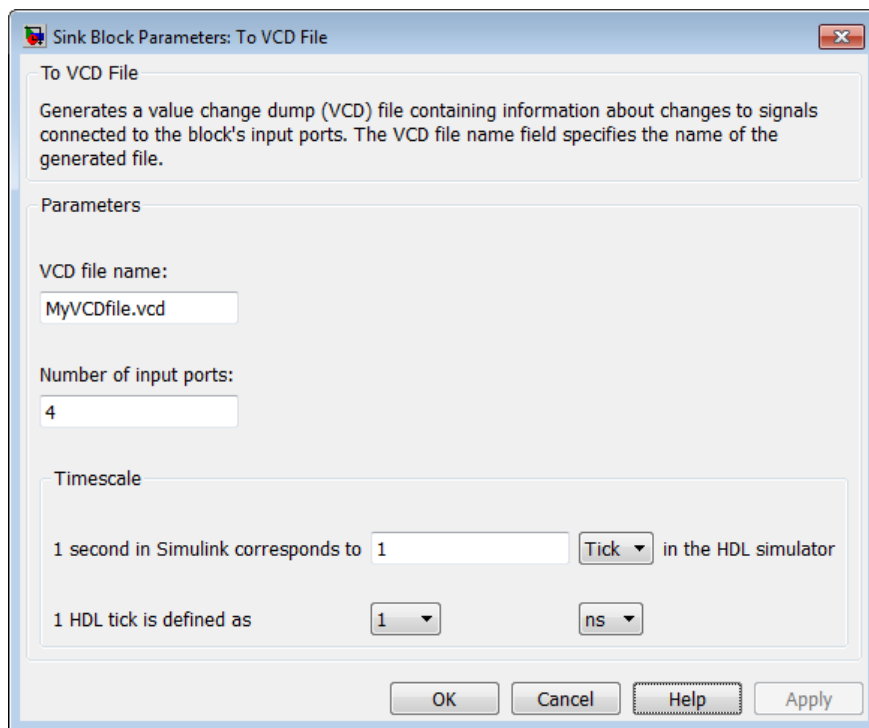 Sink Block Parameters: To VCD File
To VCD File
Generates a value change dump (VCD) file containing information about changes to signals
connected to the block's input ports. The VCD file name field specifies the name of the
generated file.
Parameters
VCD file name:
MyVCDfile.vcd
Number of input ports:
4
Timescale
1 second in Simulink corresponds to 1 Tick in the HDL simulator
1 HDL tick is defined as 1 ns
OK Cancel Help Apply